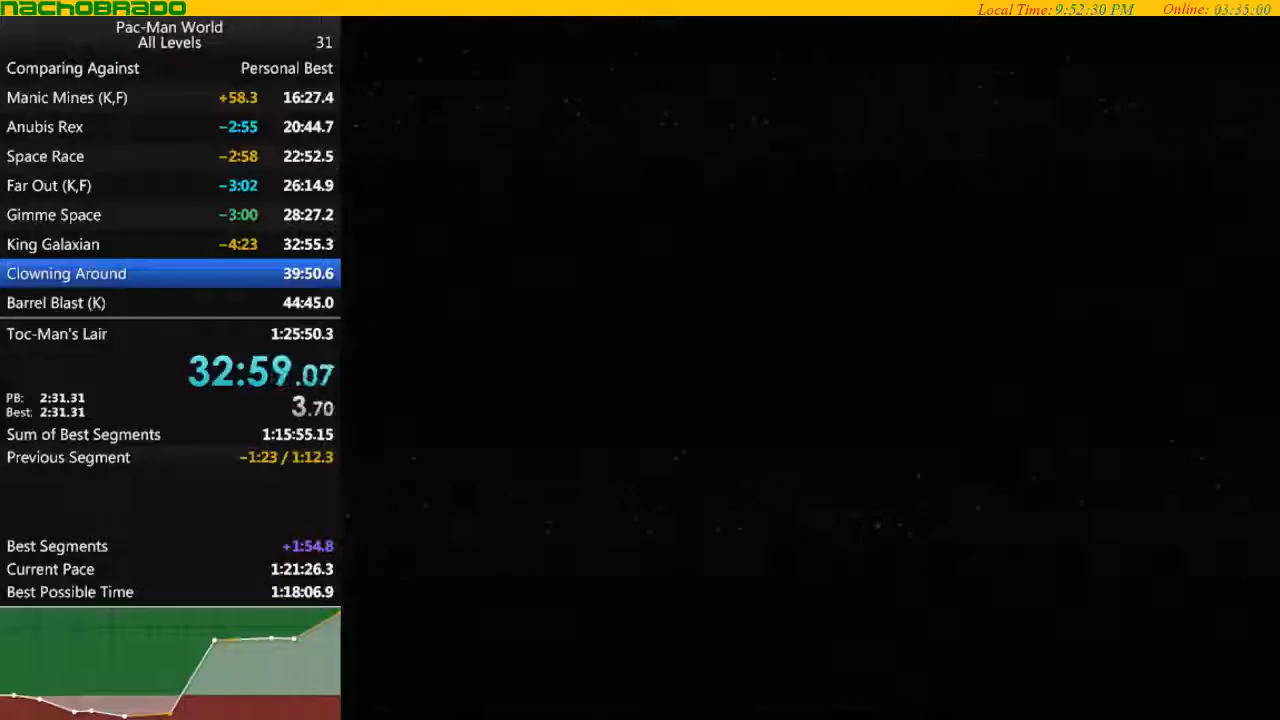 NACHOBRADO
Local Time: 9:52:30 PM Online: 03:35:00
Pac-Man World
All Levels 31
Comparing Against Personal Best
Manic Mines (K,F) +58.3 16:27.4
Anubis Rex −2:55 20:44.7
Space Race −2:58 22:52.5
Far Out (K,F) −3:02 26:14.9
Gimme Space −3:00 28:27.2
King Galaxian −4:23 32:55.3
Clowning Around 39:50.6
Barrel Blast (K) 44:45.0
Toc-Man's Lair 1:25:50.3
32:59.07
PB: 2:31.31
Best: 2:31.31 3.70
Sum of Best Segments 1:15:55.15
Previous Segment −1:23 / 1:12.3
Best Segments +1:54.8
Current Pace 1:21:26.3
Best Possible Time 1:18:06.9